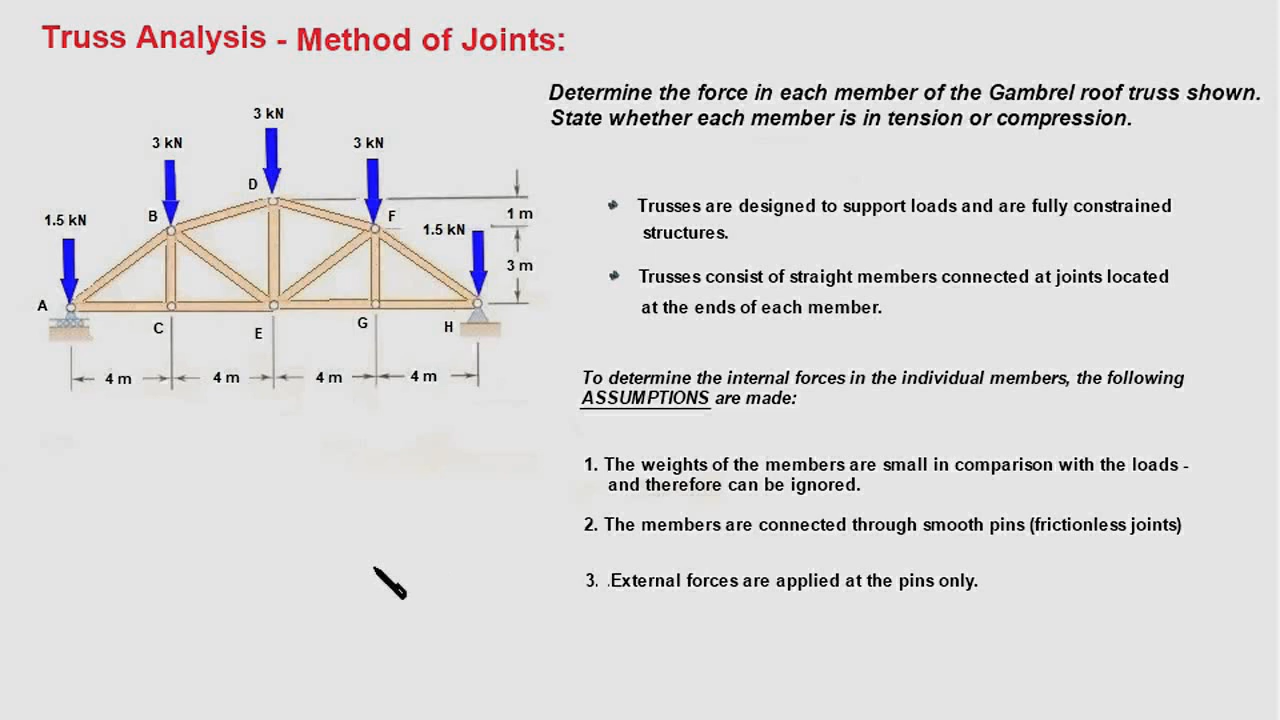 Truss Analysis - Method of Joints:
Determine the force in each member of the Gambrel roof truss shown.
State whether each member is in tension or compression.
3 kN
3 kN
3 kN
D
B
F
1 m
1.5 kN
1.5 kN
3 m
A
C
E
G
H
4 m
4 m
4 m
4 m
Trusses are designed to support loads and are fully constrained
structures.
Trusses consist of straight members connected at joints located
at the ends of each member.
To determine the internal forces in the individual members, the following
ASSUMPTIONS are made:
1. The weights of the members are small in comparison with the loads -
and therefore can be ignored.
2. The members are connected through smooth pins (frictionless joints)
3. .External forces are applied at the pins only.